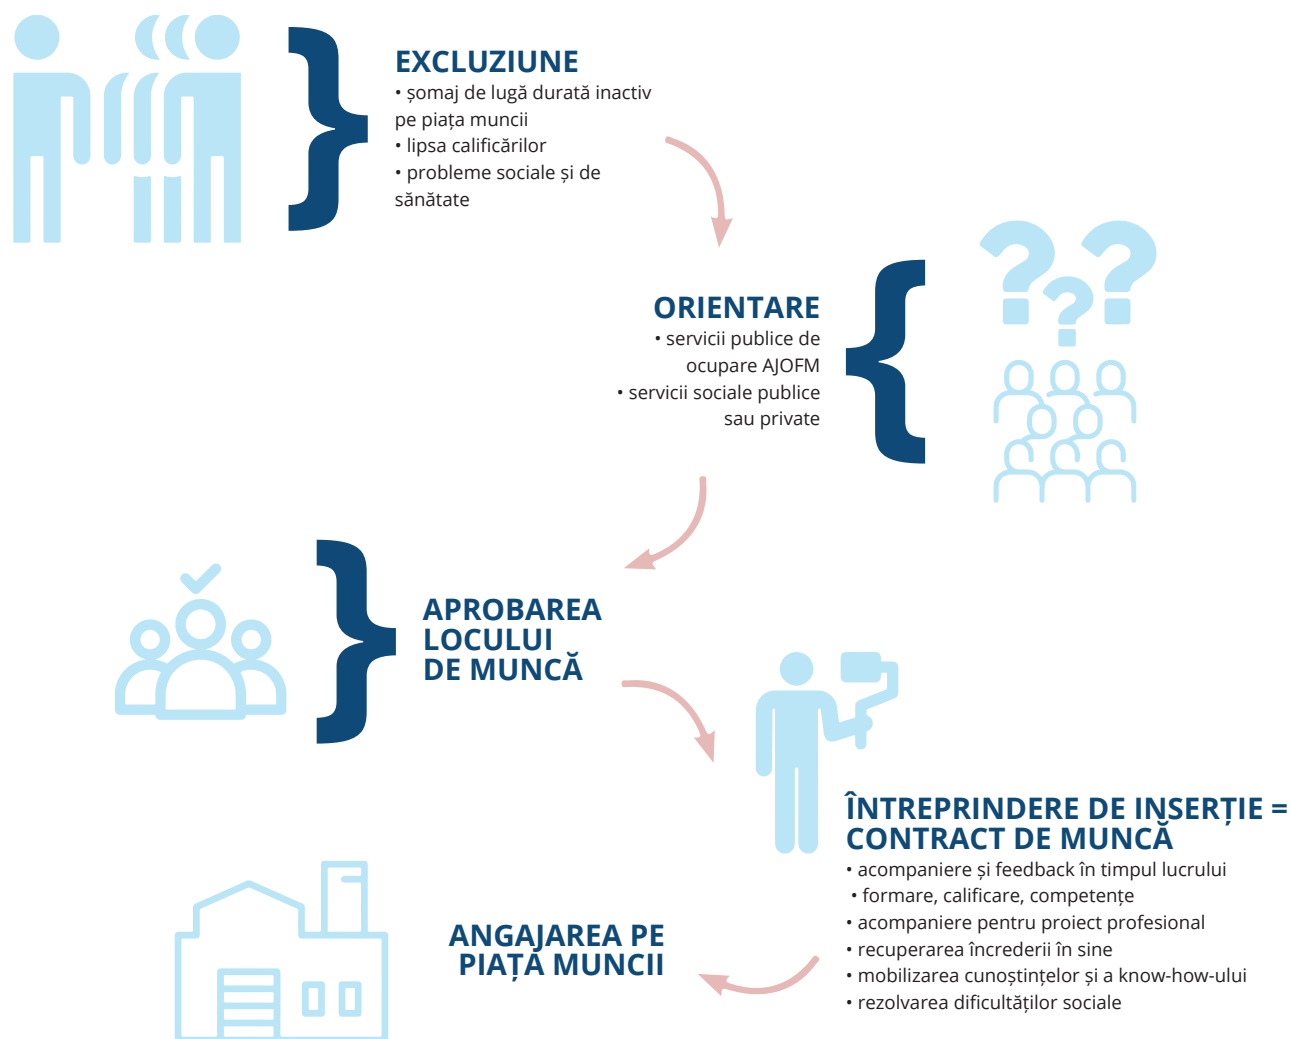 EXCLUZIUNE
• șomaj de lugă durată inactiv
pe piața muncii
• lipsa calificărilor
• probleme sociale și de
sănătate
ORIENTARE
• servicii publice de
ocupare AJOFM
• servicii sociale publice
sau private
APROBAREA
LOCULUI
DE MUNCĂ
ÎNTREPRINDERE DE INSERȚIE =
CONTRACT DE MUNCĂ
• acompaniere și feedback în timpul lucrului
• formare, calificare, competențe
• acompaniere pentru proiect profesional
• recuperarea încrederii în sine
• mobilizarea cunoștințelor și a know-how-ului
• rezolvarea dificultăților sociale
ANGAJAREA PE
PIAȚA MUNCII